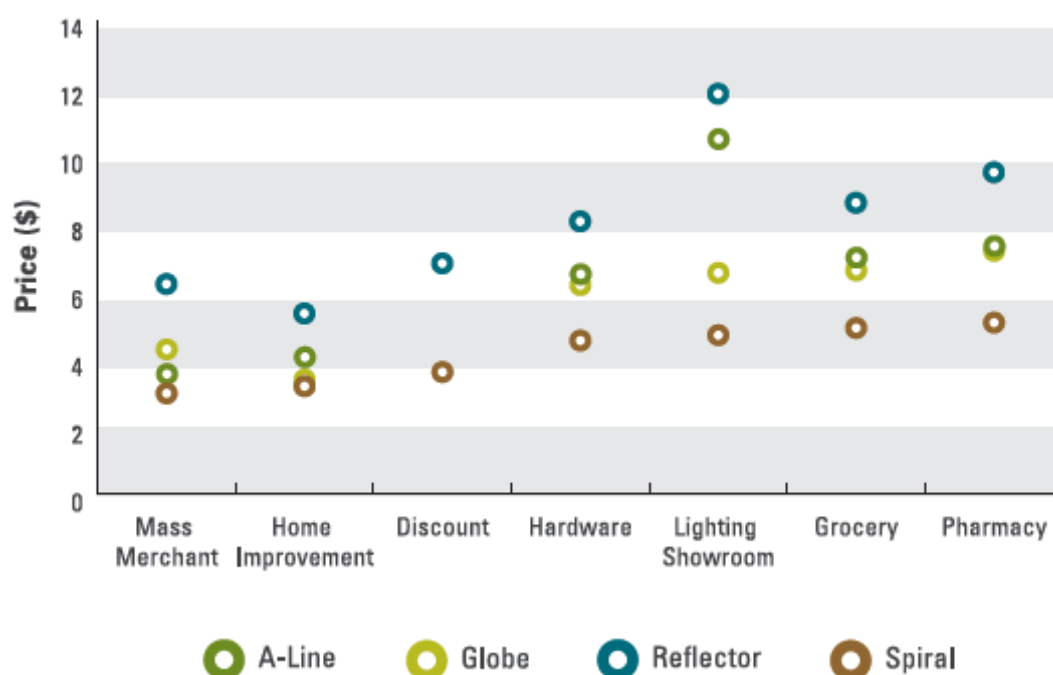 14
12
10
8
6
4
2
0
Price ($)
Mass
Merchant
Home
Improvement
Discount
Hardware
Lighting
Showroom
Grocery
Pharmacy
A-Line
Globe
Reflector
Spiral